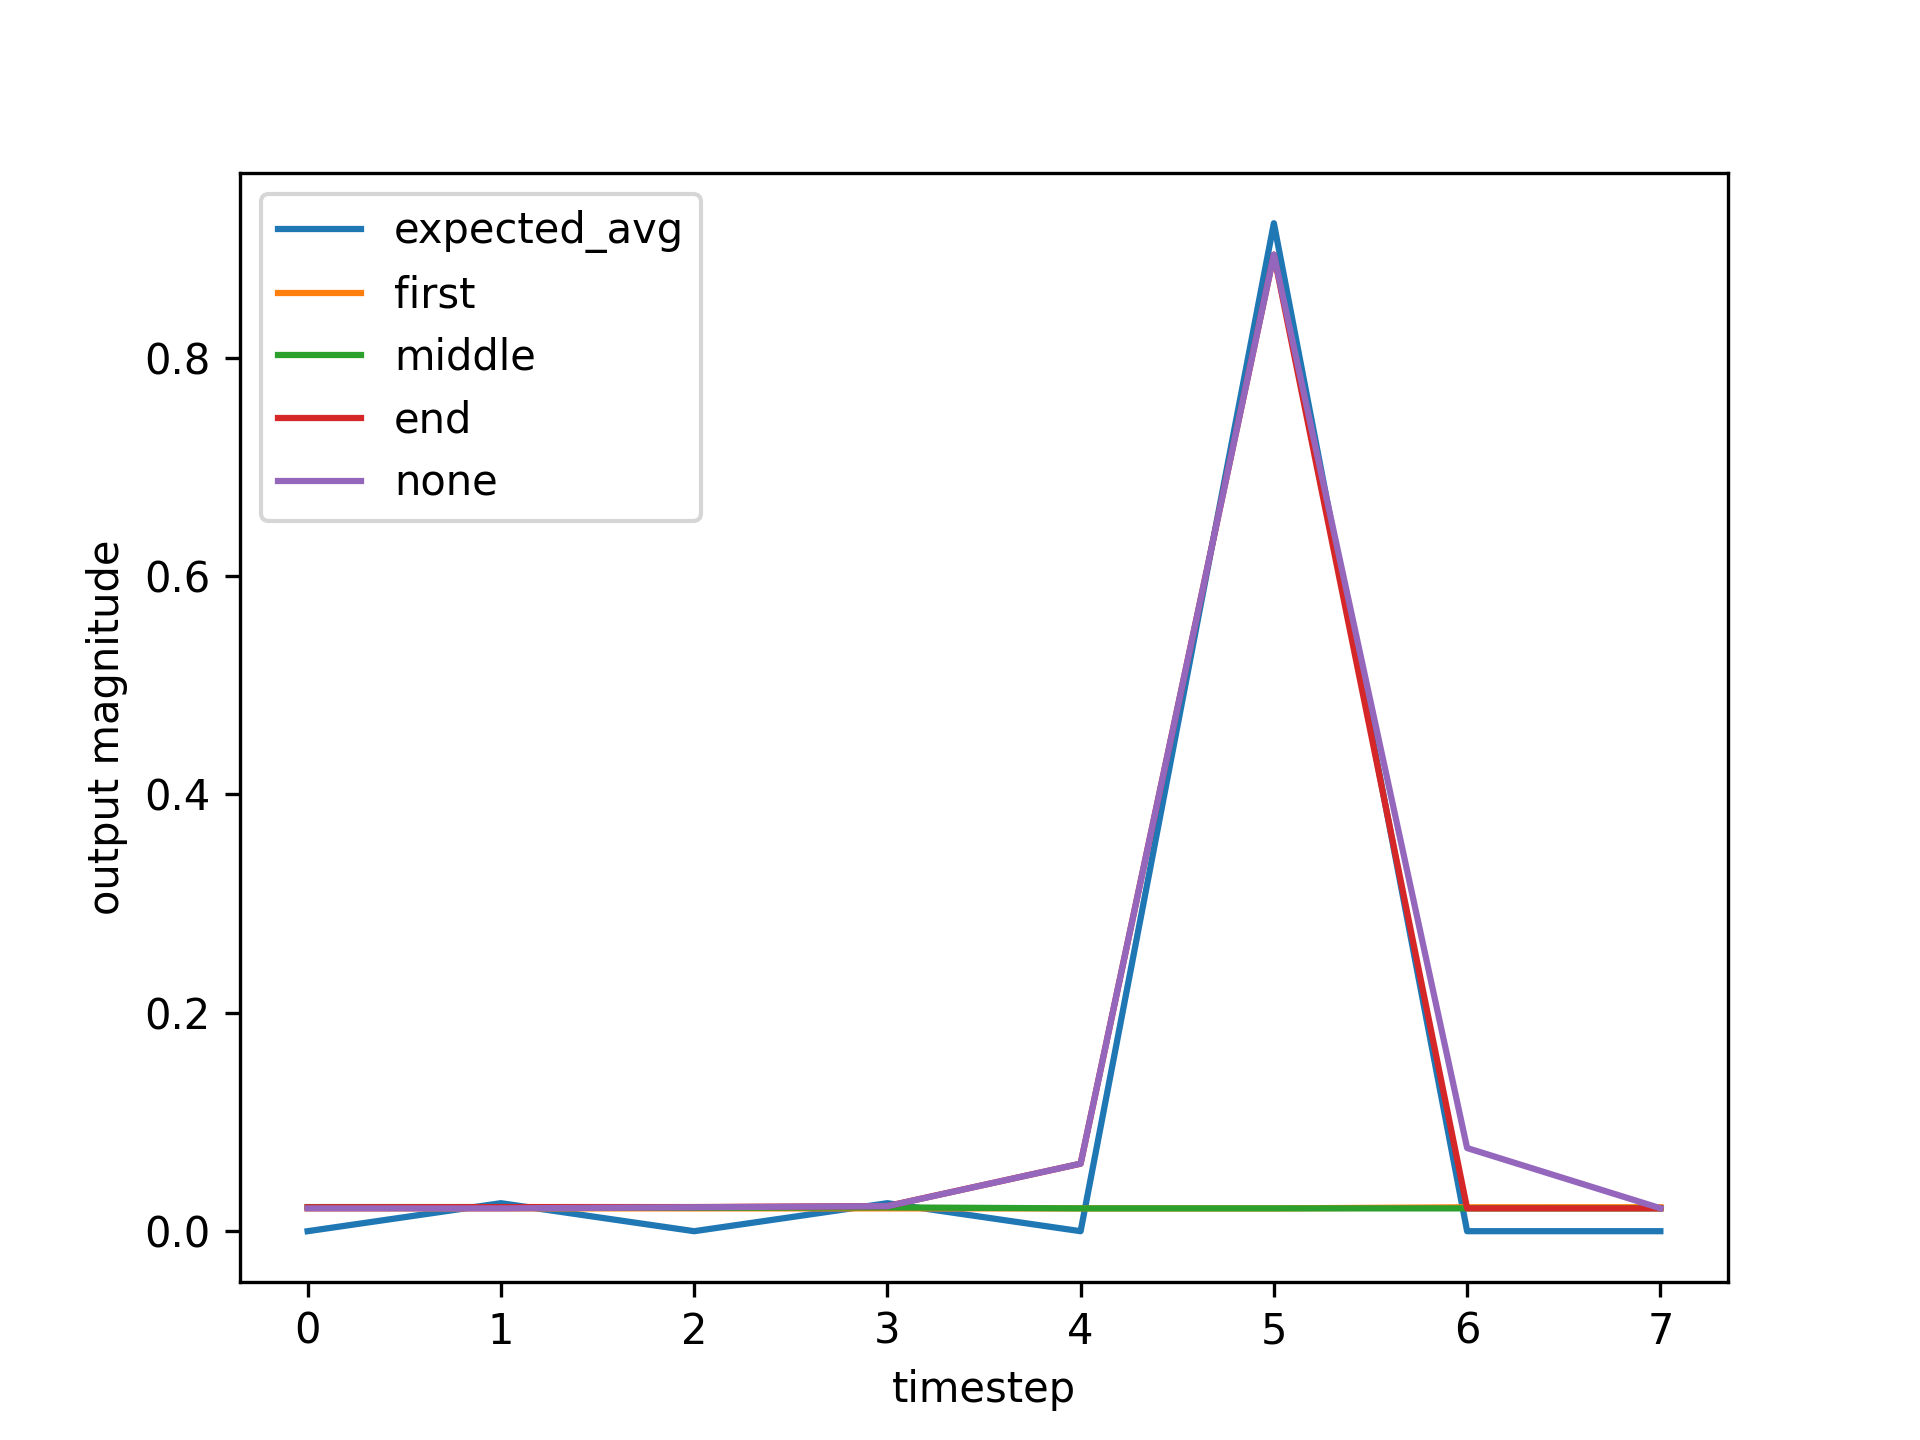 expected_avg
first
middle
end
none
output magnitude
0.8
0.6
0.4
0.2
0.0
0 1 2 3 4 5 6 7
timestep